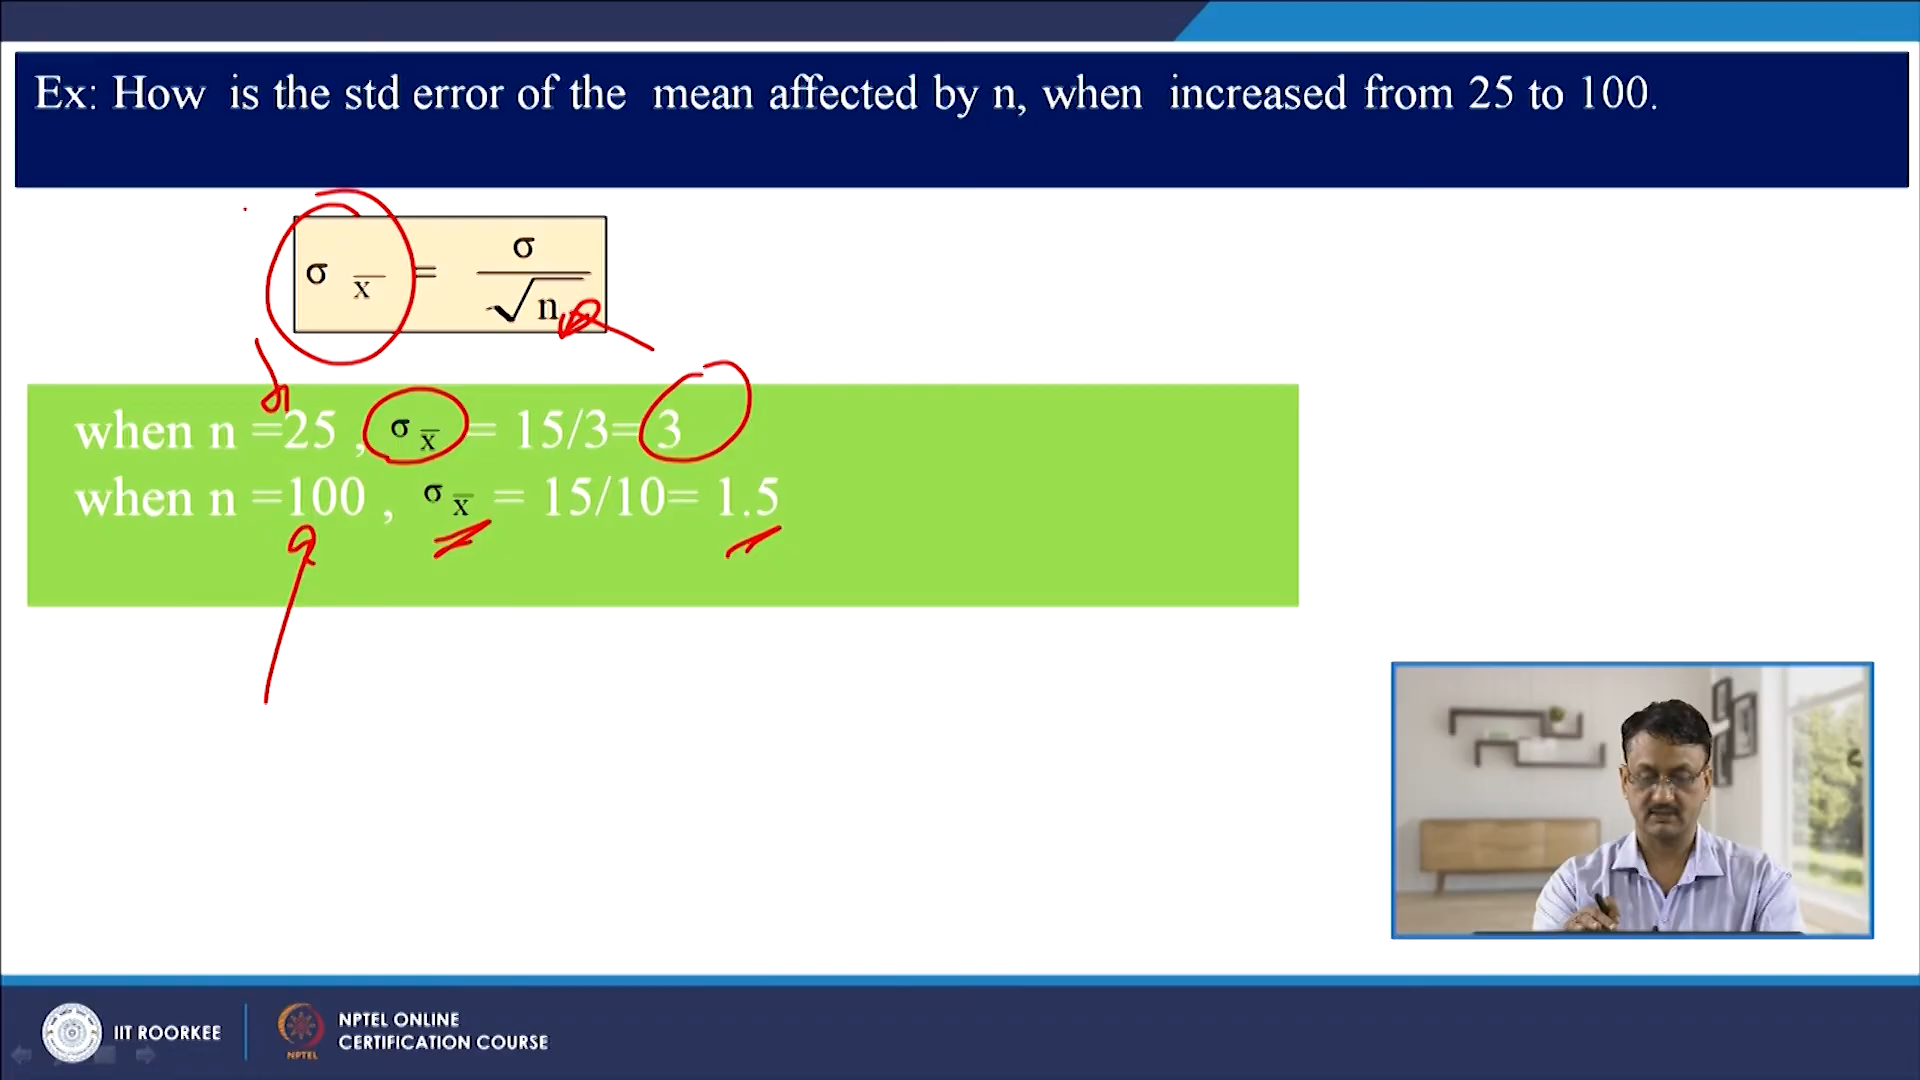 Ex: How is the std error of the mean affected by n, when increased from 25 to 100.
σ x̅ = σ / √n
when n =25 , σ x̅ = 15/3= 3
when n =100 , σ x̅ = 15/10= 1.5
IIT ROORKEE
NPTEL
NPTEL ONLINE
CERTIFICATION COURSE